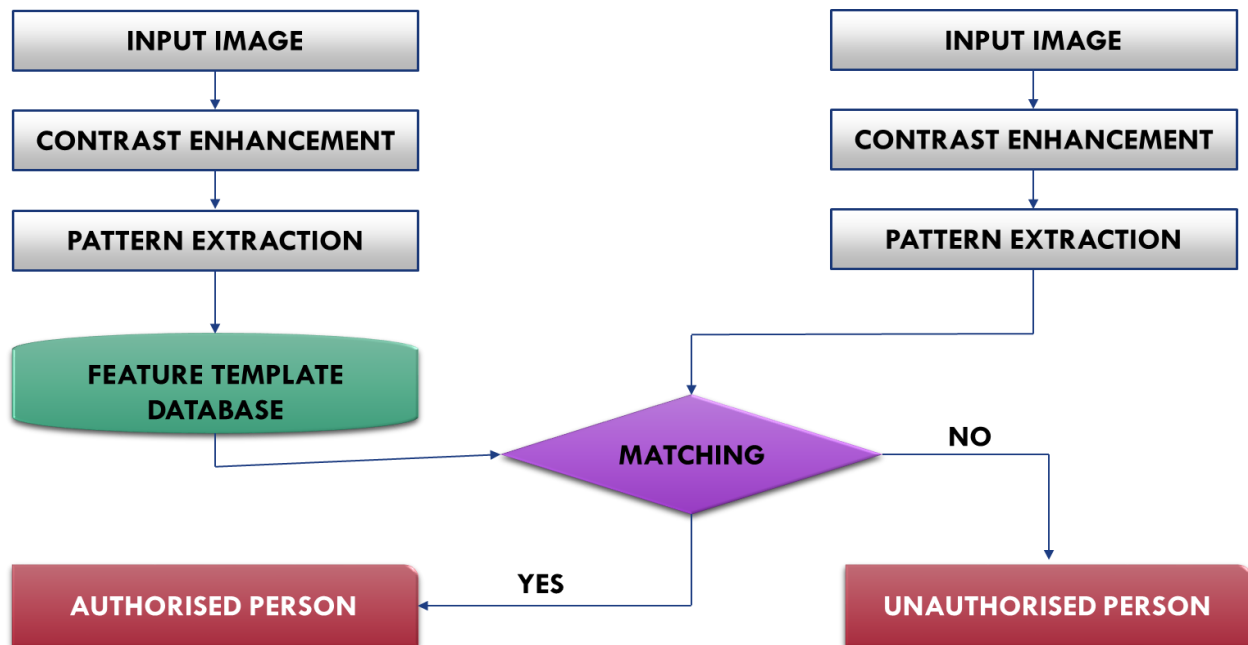 INPUT IMAGE
CONTRAST ENHANCEMENT
PATTERN EXTRACTION
FEATURE TEMPLATE
DATABASE
INPUT IMAGE
CONTRAST ENHANCEMENT
PATTERN EXTRACTION
MATCHING
NO
YES
AUTHORISED PERSON
UNAUTHORISED PERSON